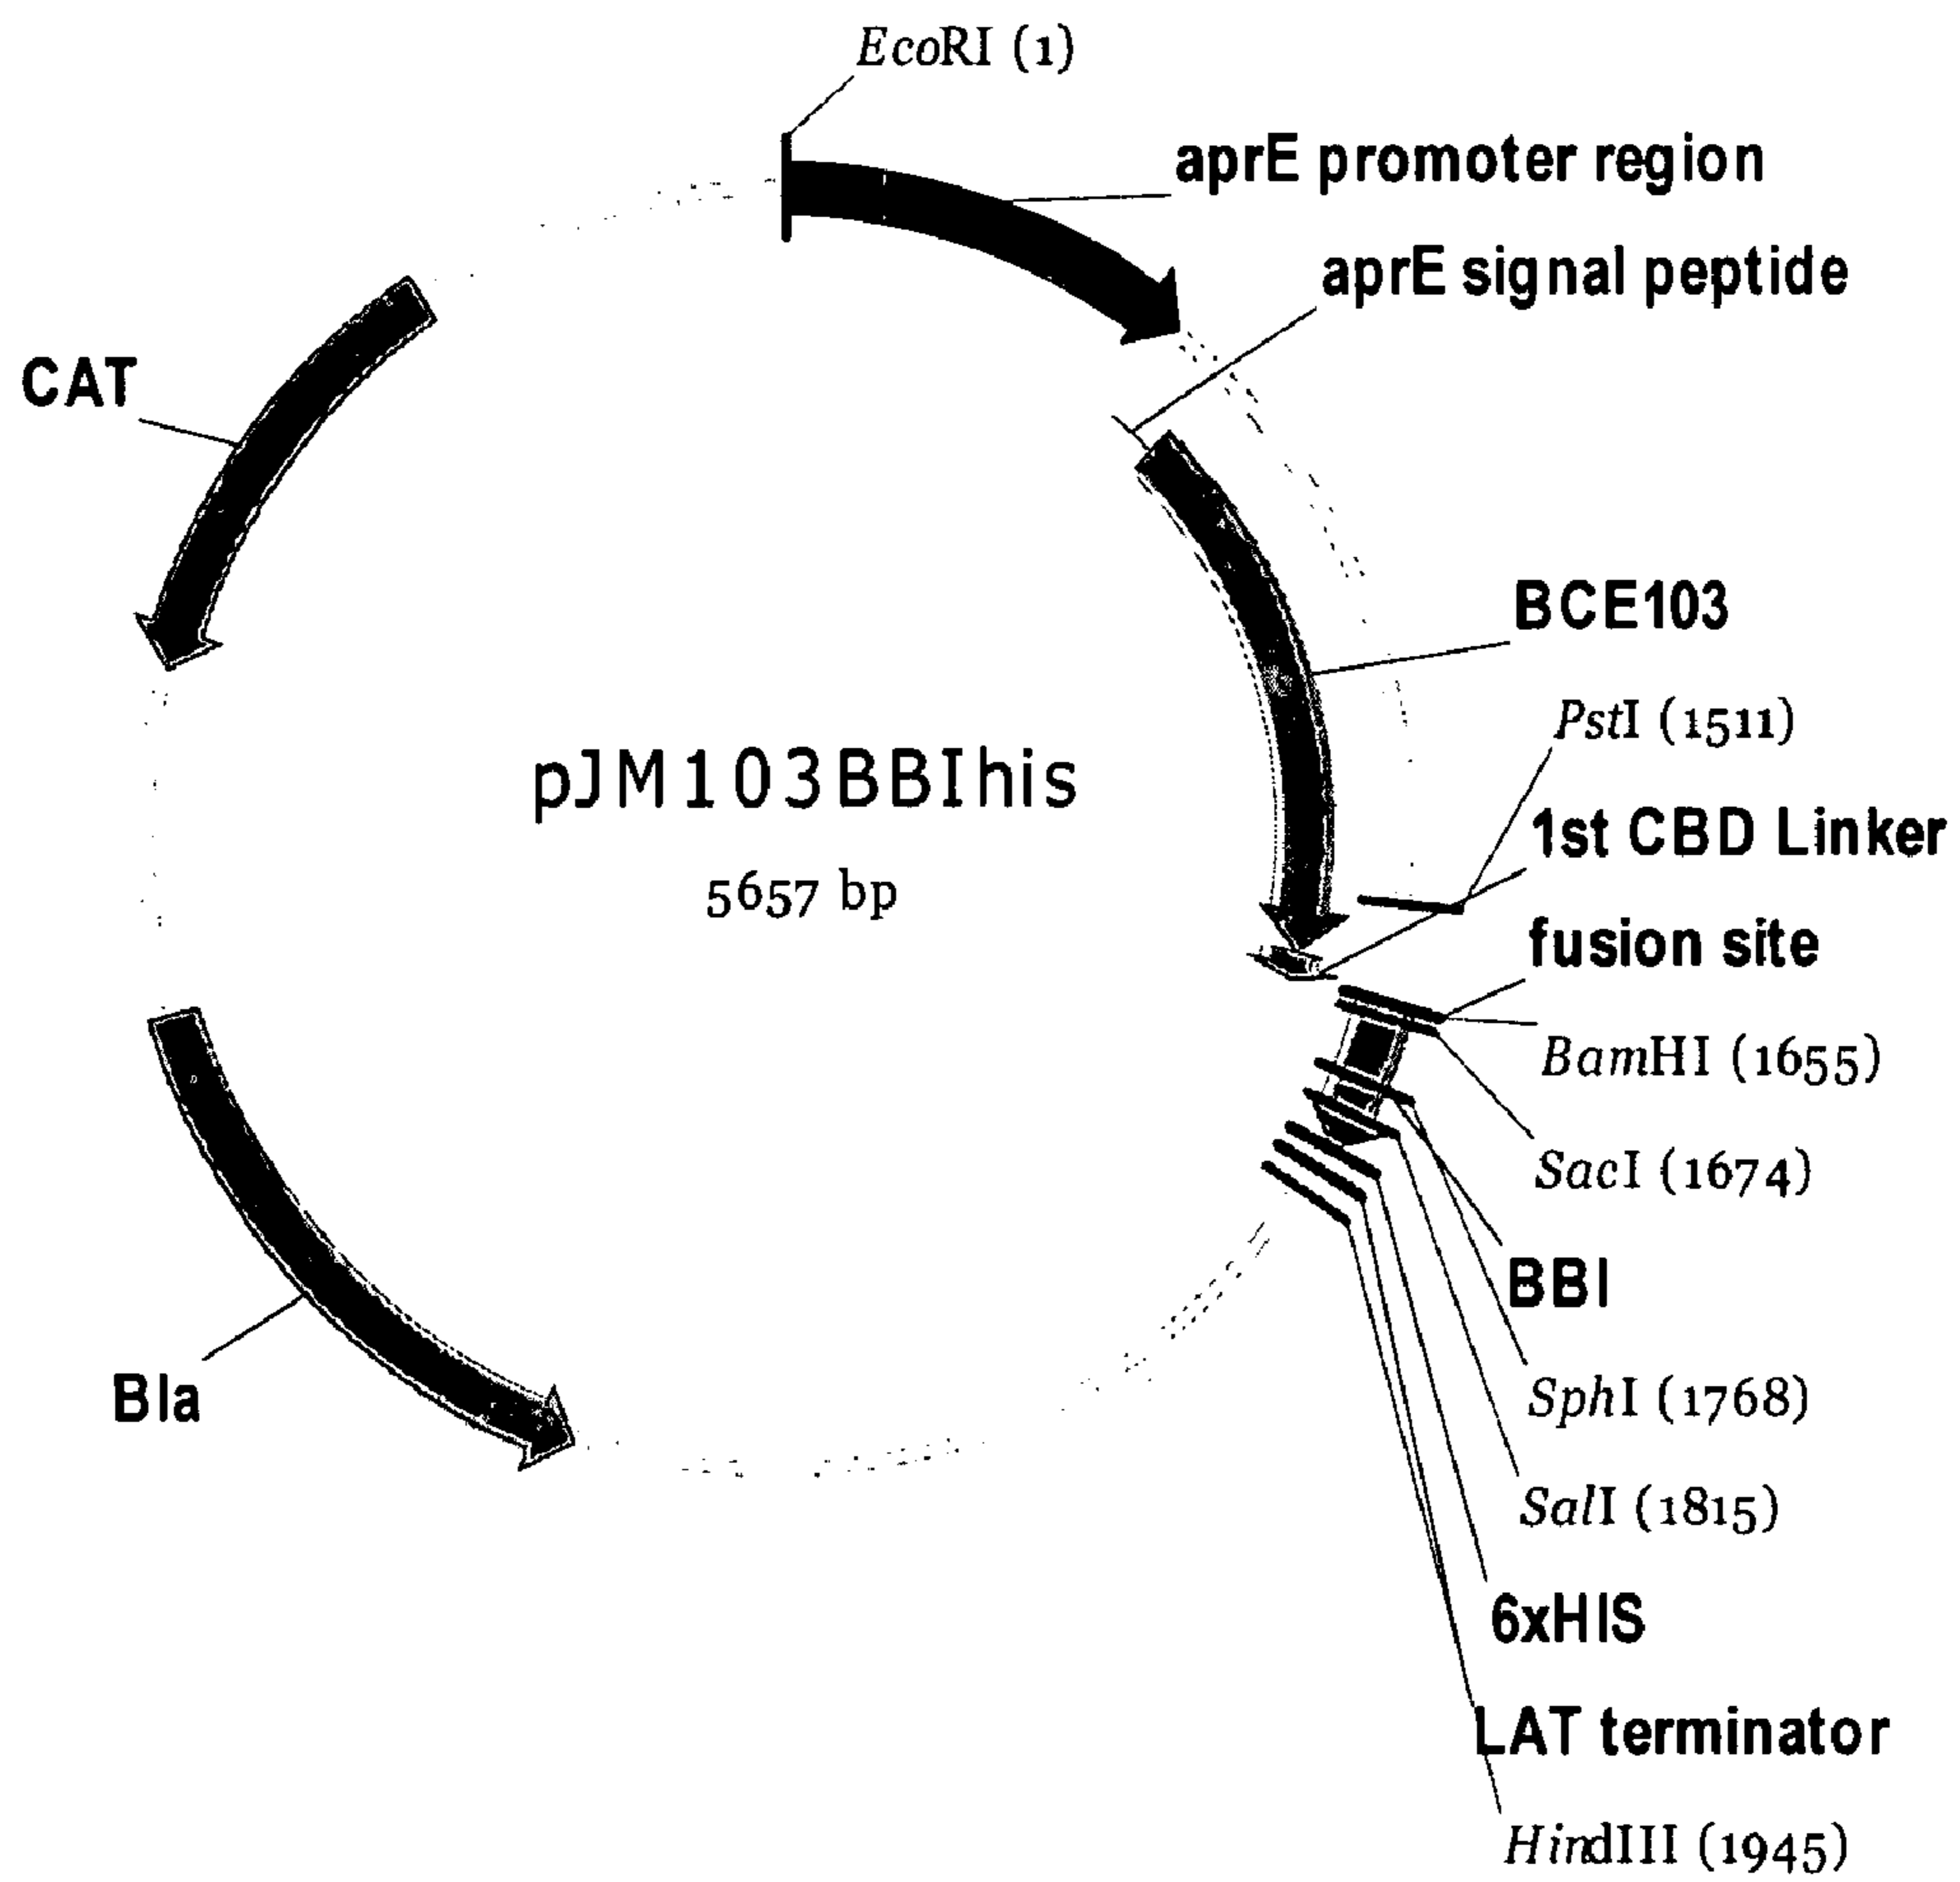 EcoRI (1)
aprE promoter region
aprE signal peptide
CAT
BCE103
PstI (1511)
pJM103BBIhis
5657 bp
1st CBD Linker
fusion site
BamHI (1655)
SacI (1674)
BBI
Bla
SphI (1768)
SalI (1815)
6xHIS
LAT terminator
HindIII (1945)